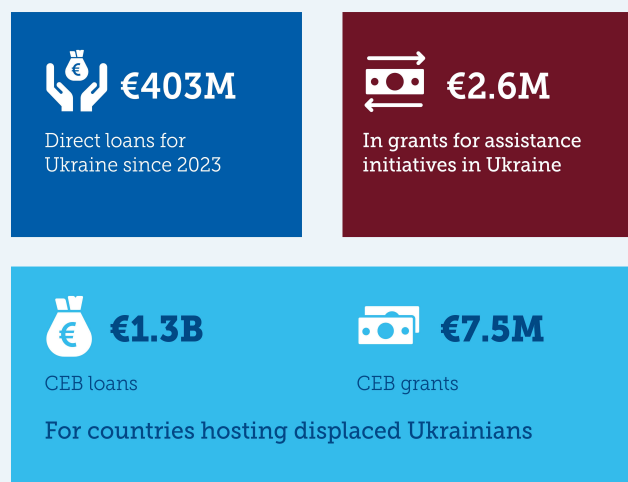 €403M
Direct loans for
Ukraine since 2023
€2.6M
In grants for assistance
initiatives in Ukraine
€1.3B
CEB loans
€7.5M
CEB grants
For countries hosting displaced Ukrainians